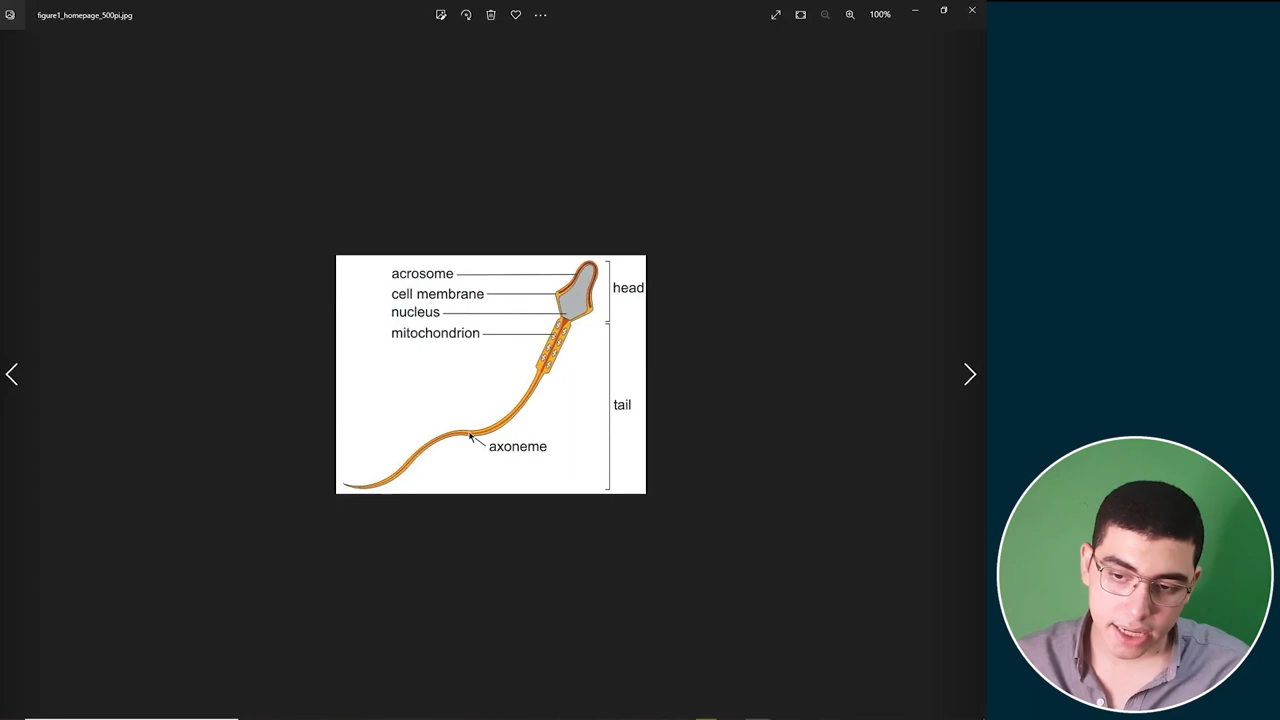 figure1_homepage_500pi.jpg
100%
acrosome
cell membrane
nucleus
mitochondrion
head
tail
axoneme